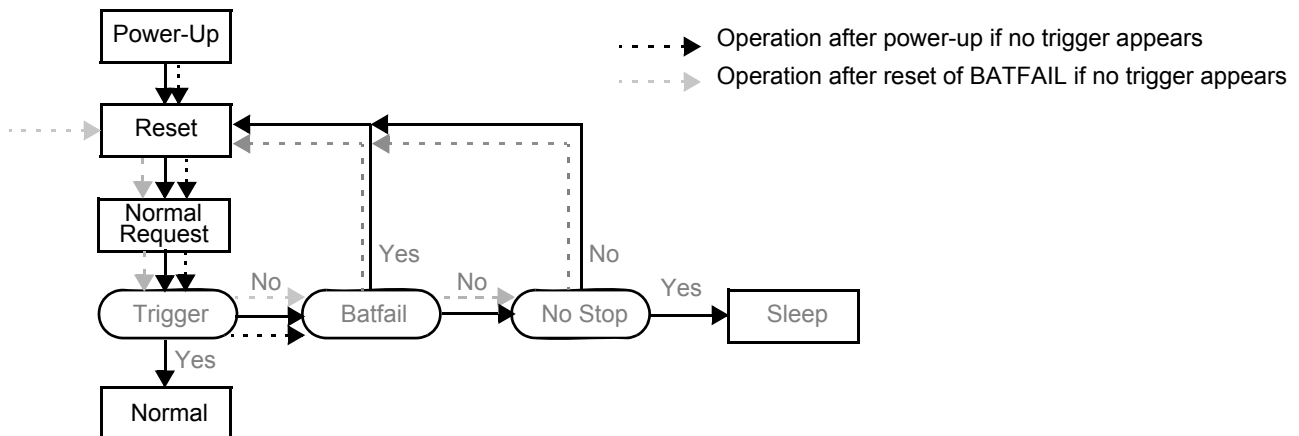 Power-Up
Operation after power-up if no trigger appears
Operation after reset of BATFAIL if no trigger appears
Reset
Normal
Request
Yes
No
No
No
Yes
Trigger
Batfail
No Stop
Sleep
Yes
Normal